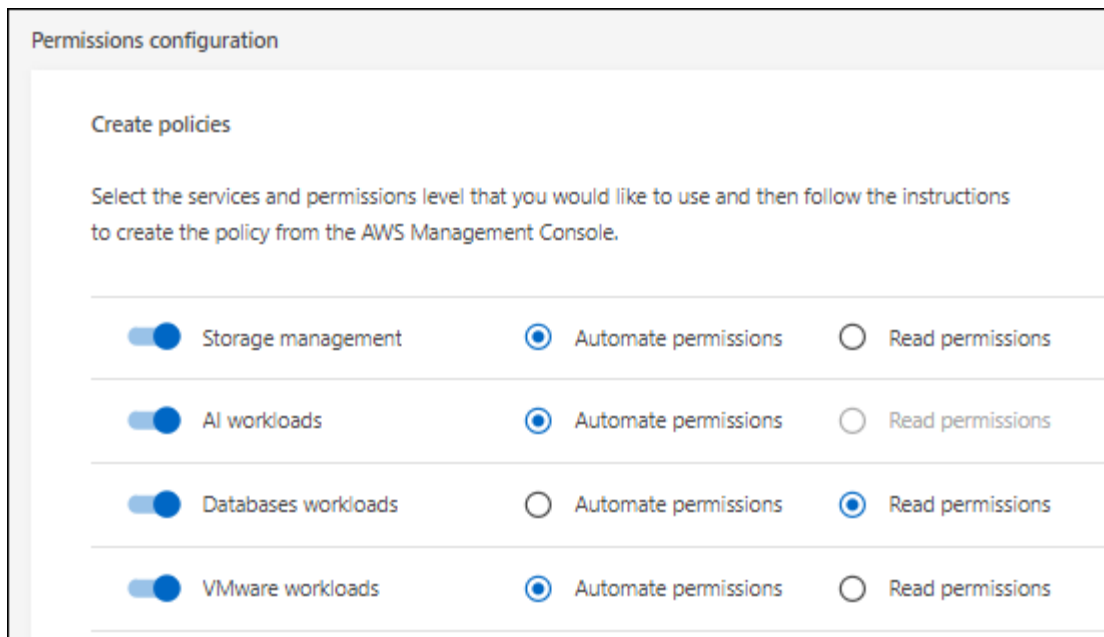 Permissions configuration
Create policies
Select the services and permissions level that you would like to use and then follow the instructions
to create the policy from the AWS Management Console.
Storage management Automate permissions Read permissions
AI workloads Automate permissions Read permissions
Databases workloads Automate permissions Read permissions
VMware workloads Automate permissions Read permissions